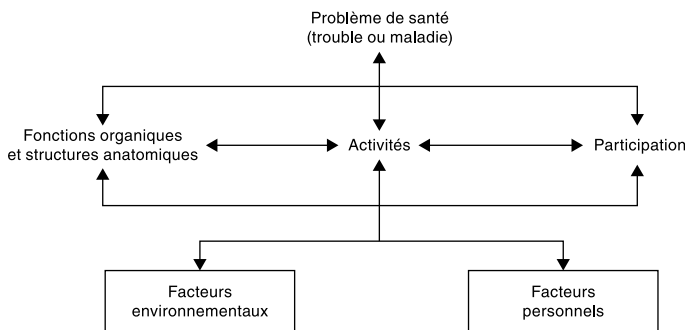 Problème de santé
(trouble ou maladie)
Fonctions organiques
et structures anatomiques
Activités
Participation
Facteurs
environnementaux
Facteurs
personnels